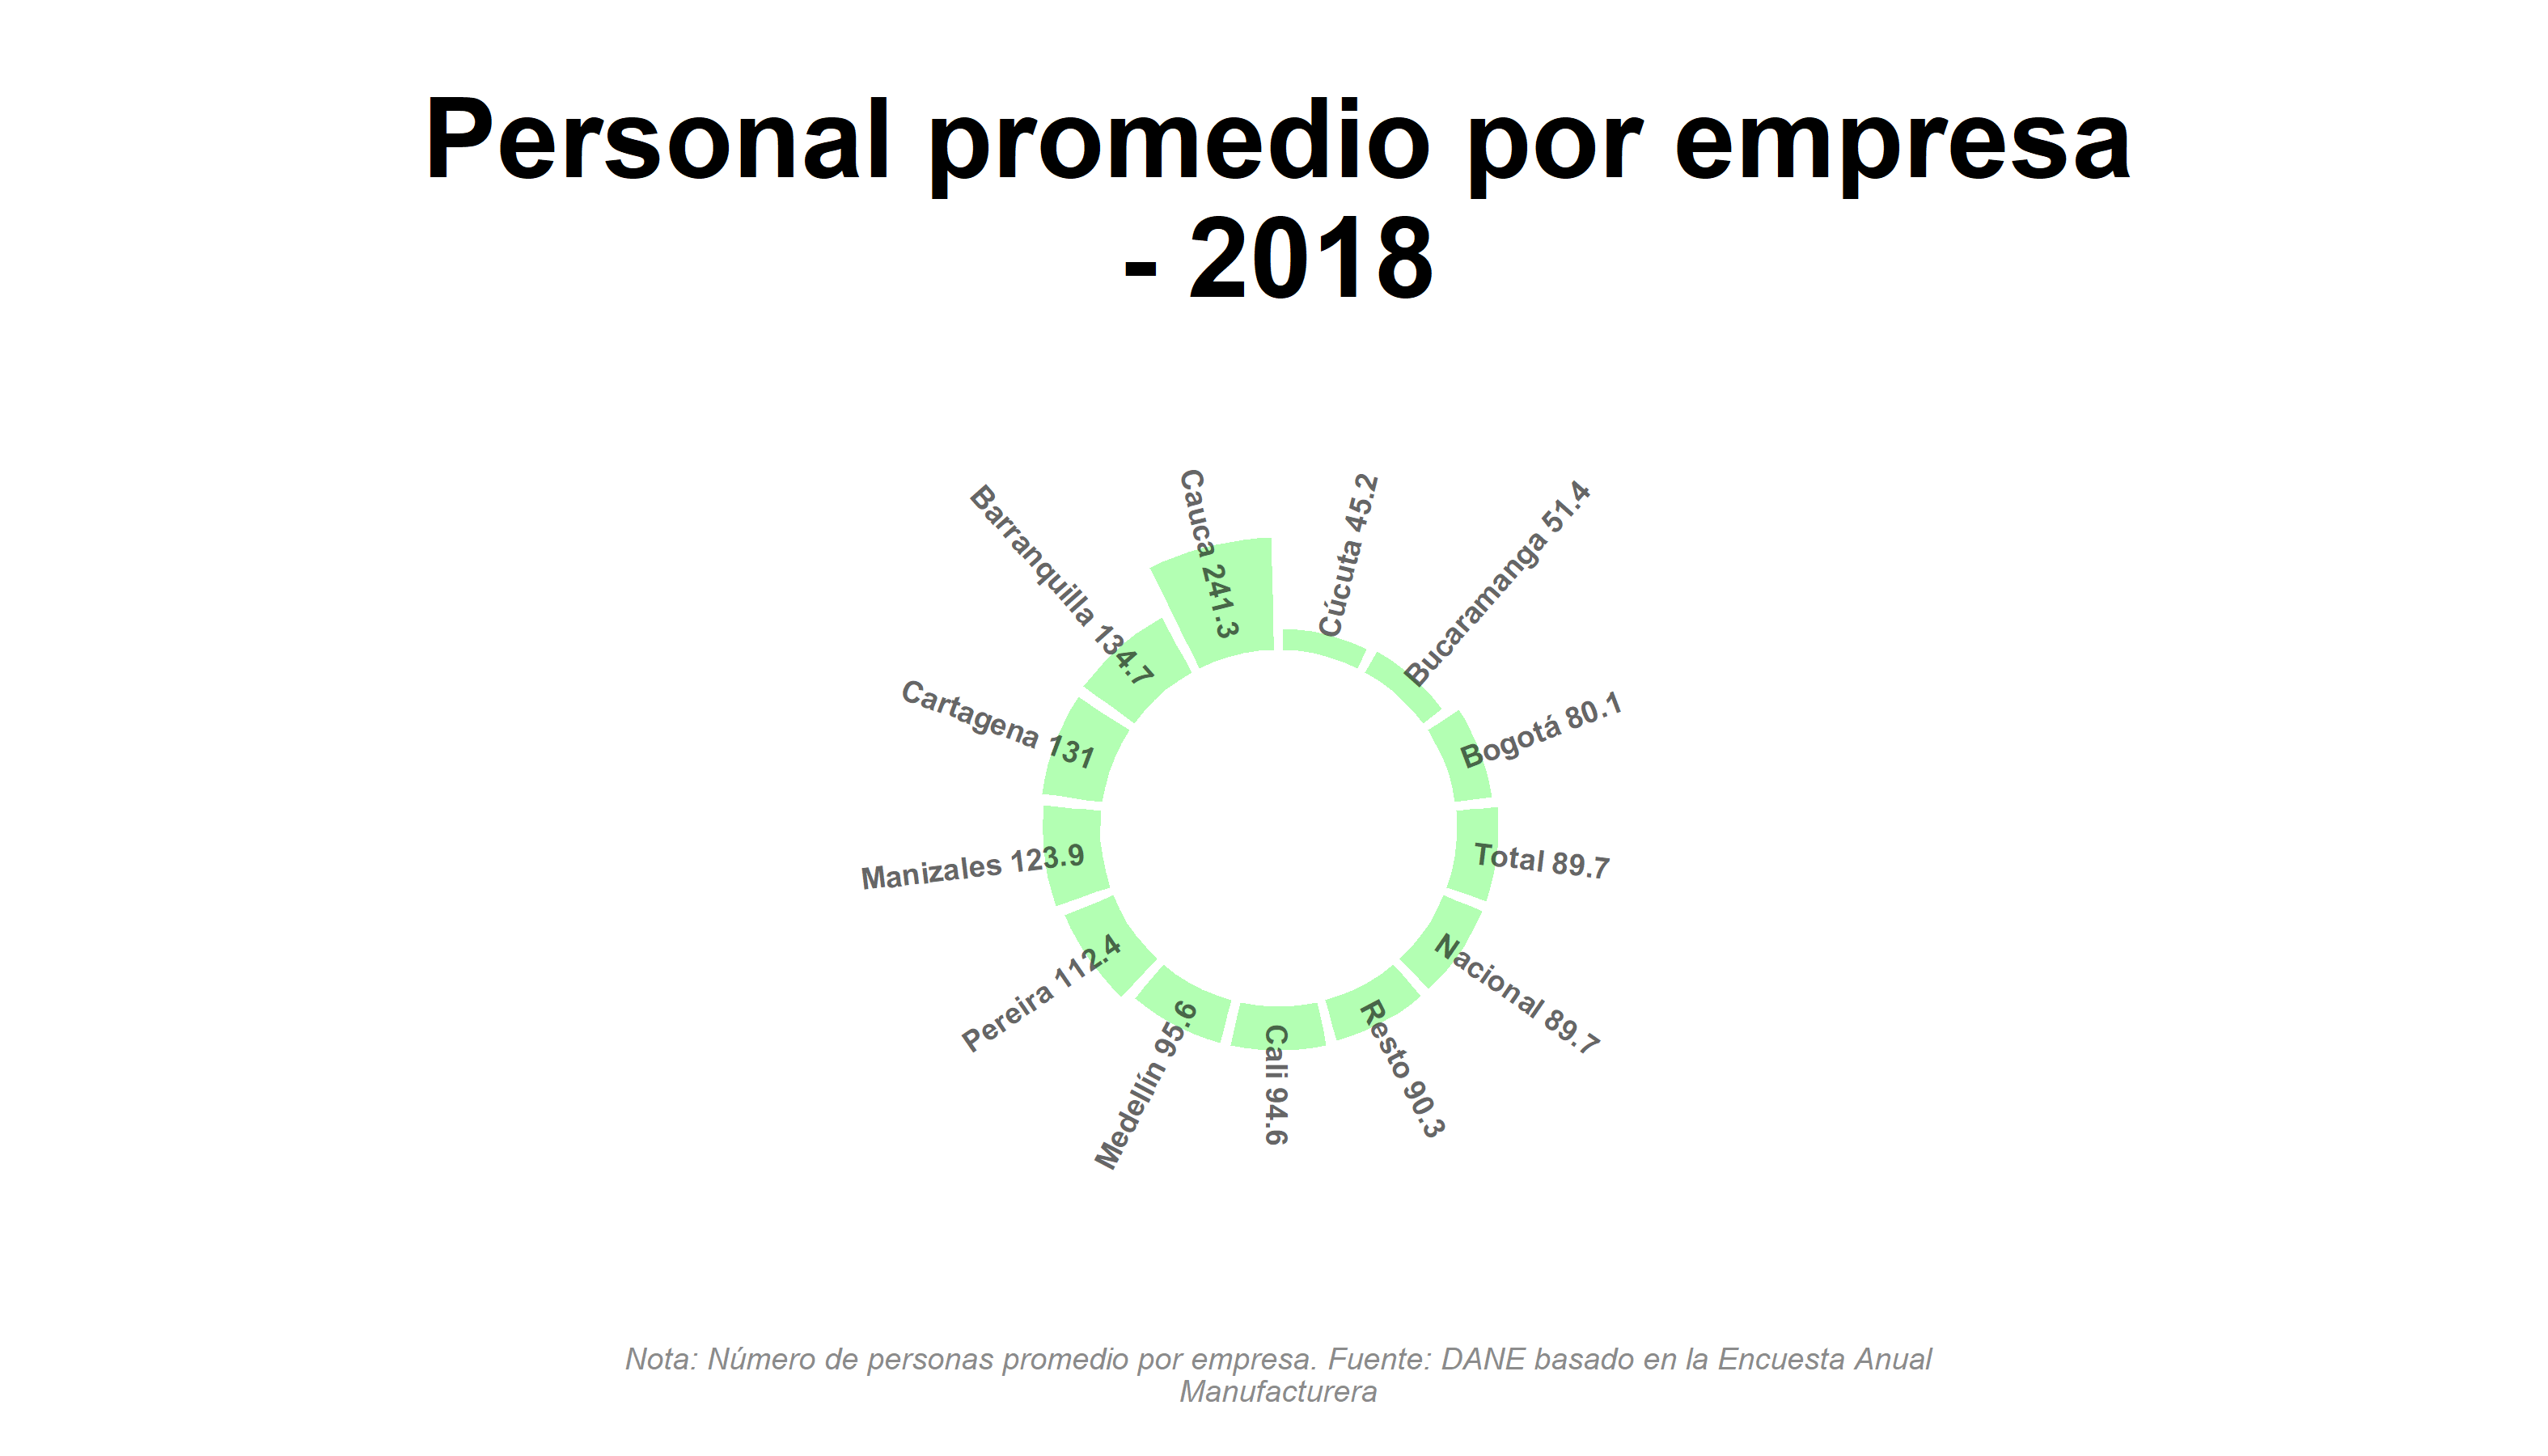 Personal promedio por empresa
- 2018
Cúcuta 45.2
Bucaramanga 51.4
Bogotá 80.1
Total 89.7
Nacional 89.7
Resto 90.3
Cali 94.6
Medellín 95.6
Pereira 112.4
Manizales 123.9
Cartagena 131
Barranquilla 134.7
Cauca 241.3
Nota: Número de personas promedio por empresa. Fuente: DANE basado en la Encuesta Anual
Manufacturera